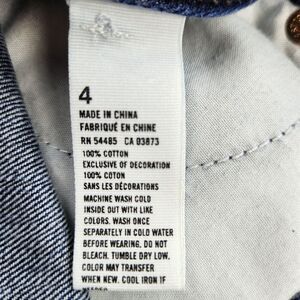 4
MADE IN CHINA
FABRIQUÉ EN CHINE
RN 54485 CA 03873
100% COTTON
EXCLUSIVE OF DECORATION
100% COTON
SANS LES DÉCORATIONS
MACHINE WASH COLD
INSIDE OUT WITH LIKE
COLORS. WASH ONCE
SEPARATELY IN COLD WATER
BEFORE WEARING. DO NOT
BLEACH. TUMBLE DRY LOW.
COLOR MAY TRANSFER
WHEN NEW. COOL IRON IF